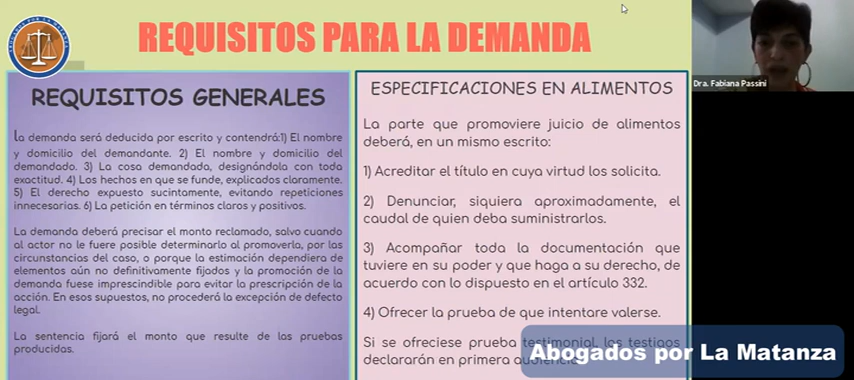 REQUISITOS PARA LA DEMANDA
Dra. Fabiana Passini
REQUISITOS GENERALES
la demanda será deducida por escrito y contendrá:1) El nombre
y domicilio del demandante. 2) El nombre y domicilio del
demandado. 3) La cosa demandada, designándola con toda
exactitud. 4) Los hechos en que se funde, explicados claramente.
5) El derecho expuesto sucintamente, evitando repeticiones
innecesarias. 6) La petición en términos claros y positivos.
La demanda deberá precisar el monto reclamado, salvo cuando
al actor no le fuere posible determinarlo al promoverla, por las
circunstancias del caso, o porque la estimación dependiera de
elementos aún no definitivamente fijados y la promoción de la
demanda fuese imprescindible para evitar la prescripción de la
acción. En esos supuestos, no procederá la excepción de defecto
legal.
La sentencia fijará el monto que resulte de las pruebas
producidas.
ESPECIFICACIONES EN ALIMENTOS
La parte que promoviere juicio de alimentos
deberá, en un mismo escrito:
1) Acreditar el título en cuya virtud los solicita.
2) Denunciar, siquiera aproximadamente, el
caudal de quien deba suministrarlos.
3) Acompañar toda la documentación que
tuviere en su poder y que haga a su derecho, de
acuerdo con lo dispuesto en el artículo 332.
4) Ofrecer la prueba de que intentare valerse.
Si se ofreciese prueba testimonial, los testigos
declararán en primera
Abogados por La Matanza